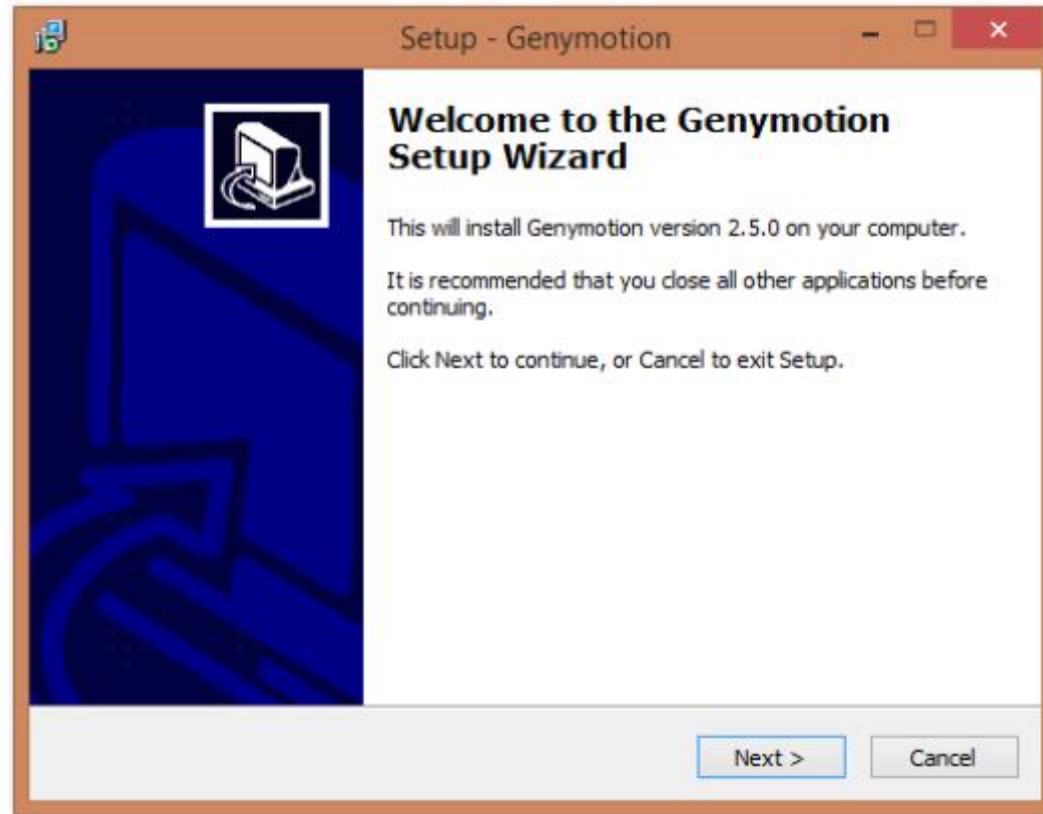 Setup - Genymotion
Welcome to the Genymotion
Setup Wizard
This will install Genymotion version 2.5.0 on your computer.
It is recommended that you close all other applications before
continuing.
Click Next to continue, or Cancel to exit Setup.
Next >
Cancel